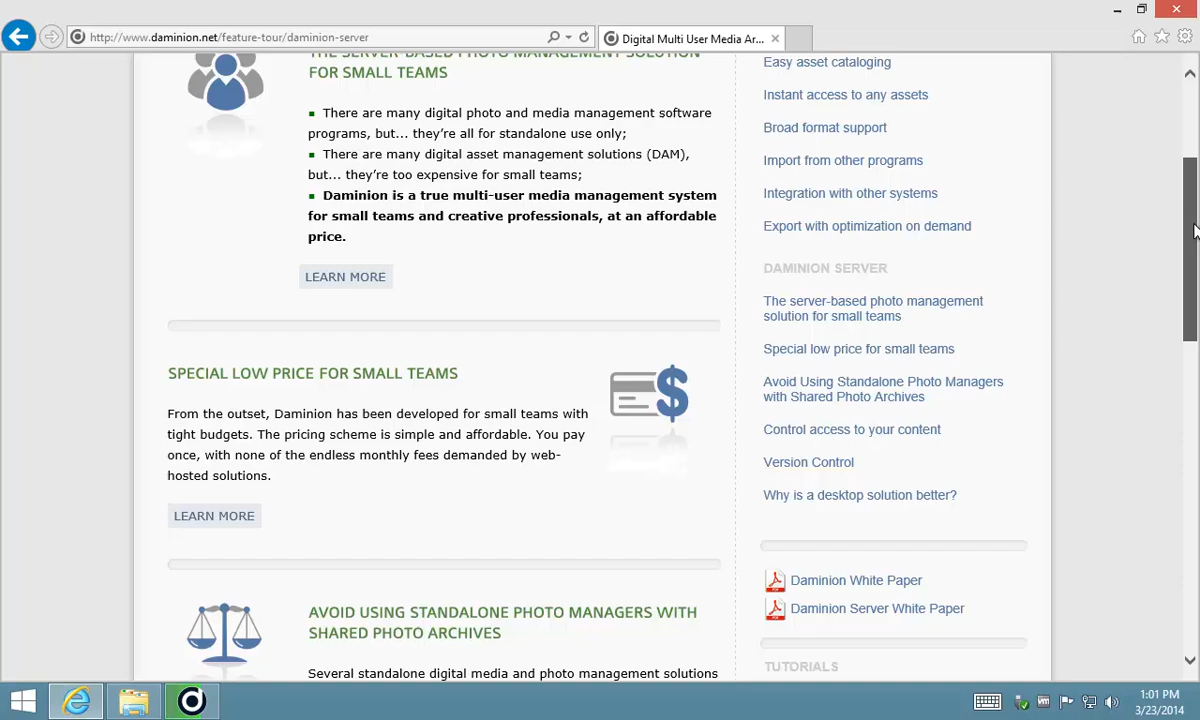 http://www.daminion.net/feature-tour/daminion-server
Digital Multi User Media Ar...
THE SERVER-BASED PHOTO MANAGEMENT SOLUTION
FOR SMALL TEAMS
There are many digital photo and media management software
programs, but... they're all for standalone use only;
There are many digital asset management solutions (DAM),
but... they're too expensive for small teams;
Daminion is a true multi-user media management system
for small teams and creative professionals, at an affordable
price.
LEARN MORE
SPECIAL LOW PRICE FOR SMALL TEAMS
From the outset, Daminion has been developed for small teams with
tight budgets. The pricing scheme is simple and affordable. You pay
once, with none of the endless monthly fees demanded by web-
hosted solutions.
LEARN MORE
AVOID USING STANDALONE PHOTO MANAGERS WITH
SHARED PHOTO ARCHIVES
Several standalone digital media and photo management solutions
Easy asset cataloging
Instant access to any assets
Broad format support
Import from other programs
Integration with other systems
Export with optimization on demand
DAMINION SERVER
The server-based photo management
solution for small teams
Special low price for small teams
Avoid Using Standalone Photo Managers
with Shared Photo Archives
Control access to your content
Version Control
Why is a desktop solution better?
Daminion White Paper
Daminion Server White Paper
TUTORIALS
1:01 PM
3/23/2014